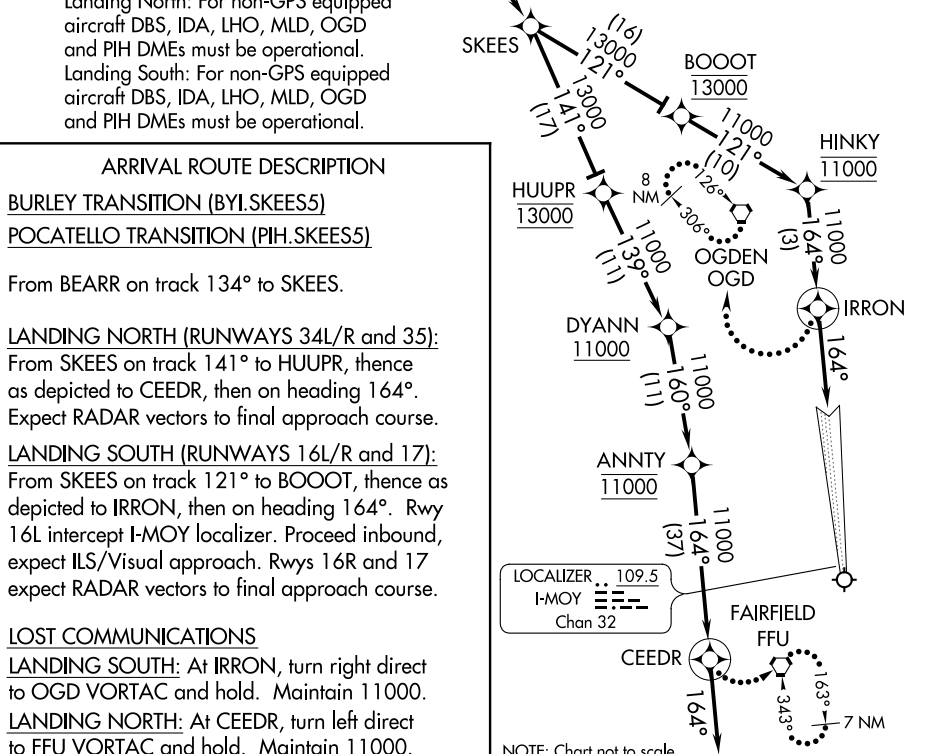 Landing North: For non-GPS equipped
aircraft DBS, IDA, LHO, MLD, OGD
and PIH DMEs must be operational.
Landing South: For non-GPS equipped
aircraft DBS, IDA, LHO, MLD, OGD
and PIH DMEs must be operational.
ARRIVAL ROUTE DESCRIPTION
BURLEY TRANSITION (BYI.SKEES5)
POCATELLO TRANSITION (PIH.SKEES5)
From BEARR on track 134° to SKEES.
LANDING NORTH (RUNWAYS 34L/R and 35):
From SKEES on track 141° to HUUPR, thence
as depicted to CEEDR, then on heading 164°.
Expect RADAR vectors to final approach course.
LANDING SOUTH (RUNWAYS 16L/R and 17):
From SKEES on track 121° to BOOOT, thence as
depicted to IRRON, then on heading 164°. Rwy
16L intercept I-MOY localizer. Proceed inbound,
expect ILS/Visual approach. Rwys 16R and 17
expect RADAR vectors to final approach course.
LOST COMMUNICATIONS
LANDING SOUTH: At IRRON, turn right direct
to OGD VORTAC and hold. Maintain 11000.
LANDING NORTH: At CEEDR, turn left direct
to FFU VORTAC and hold. Maintain 11000.
SKEES
(16)
13000
121°
BOOOT
13000
13000
141°
(17)
11000
121°
(10)
HINKY
11000
HUUPR
13000
8
NM
126°
306°
OGDEN
OGD
11000
164°
(3)
IRRON
164°
11000
139°
(11)
DYANN
11000
11000
160°
(11)
ANNTY
11000
11000
164°
(37)
LOCALIZER 109.5
I-MOY
Chan 32
CEEDR
164°
FAIRFIELD
FFU
343°
163°
7 NM
NOTE: Chart not to scale